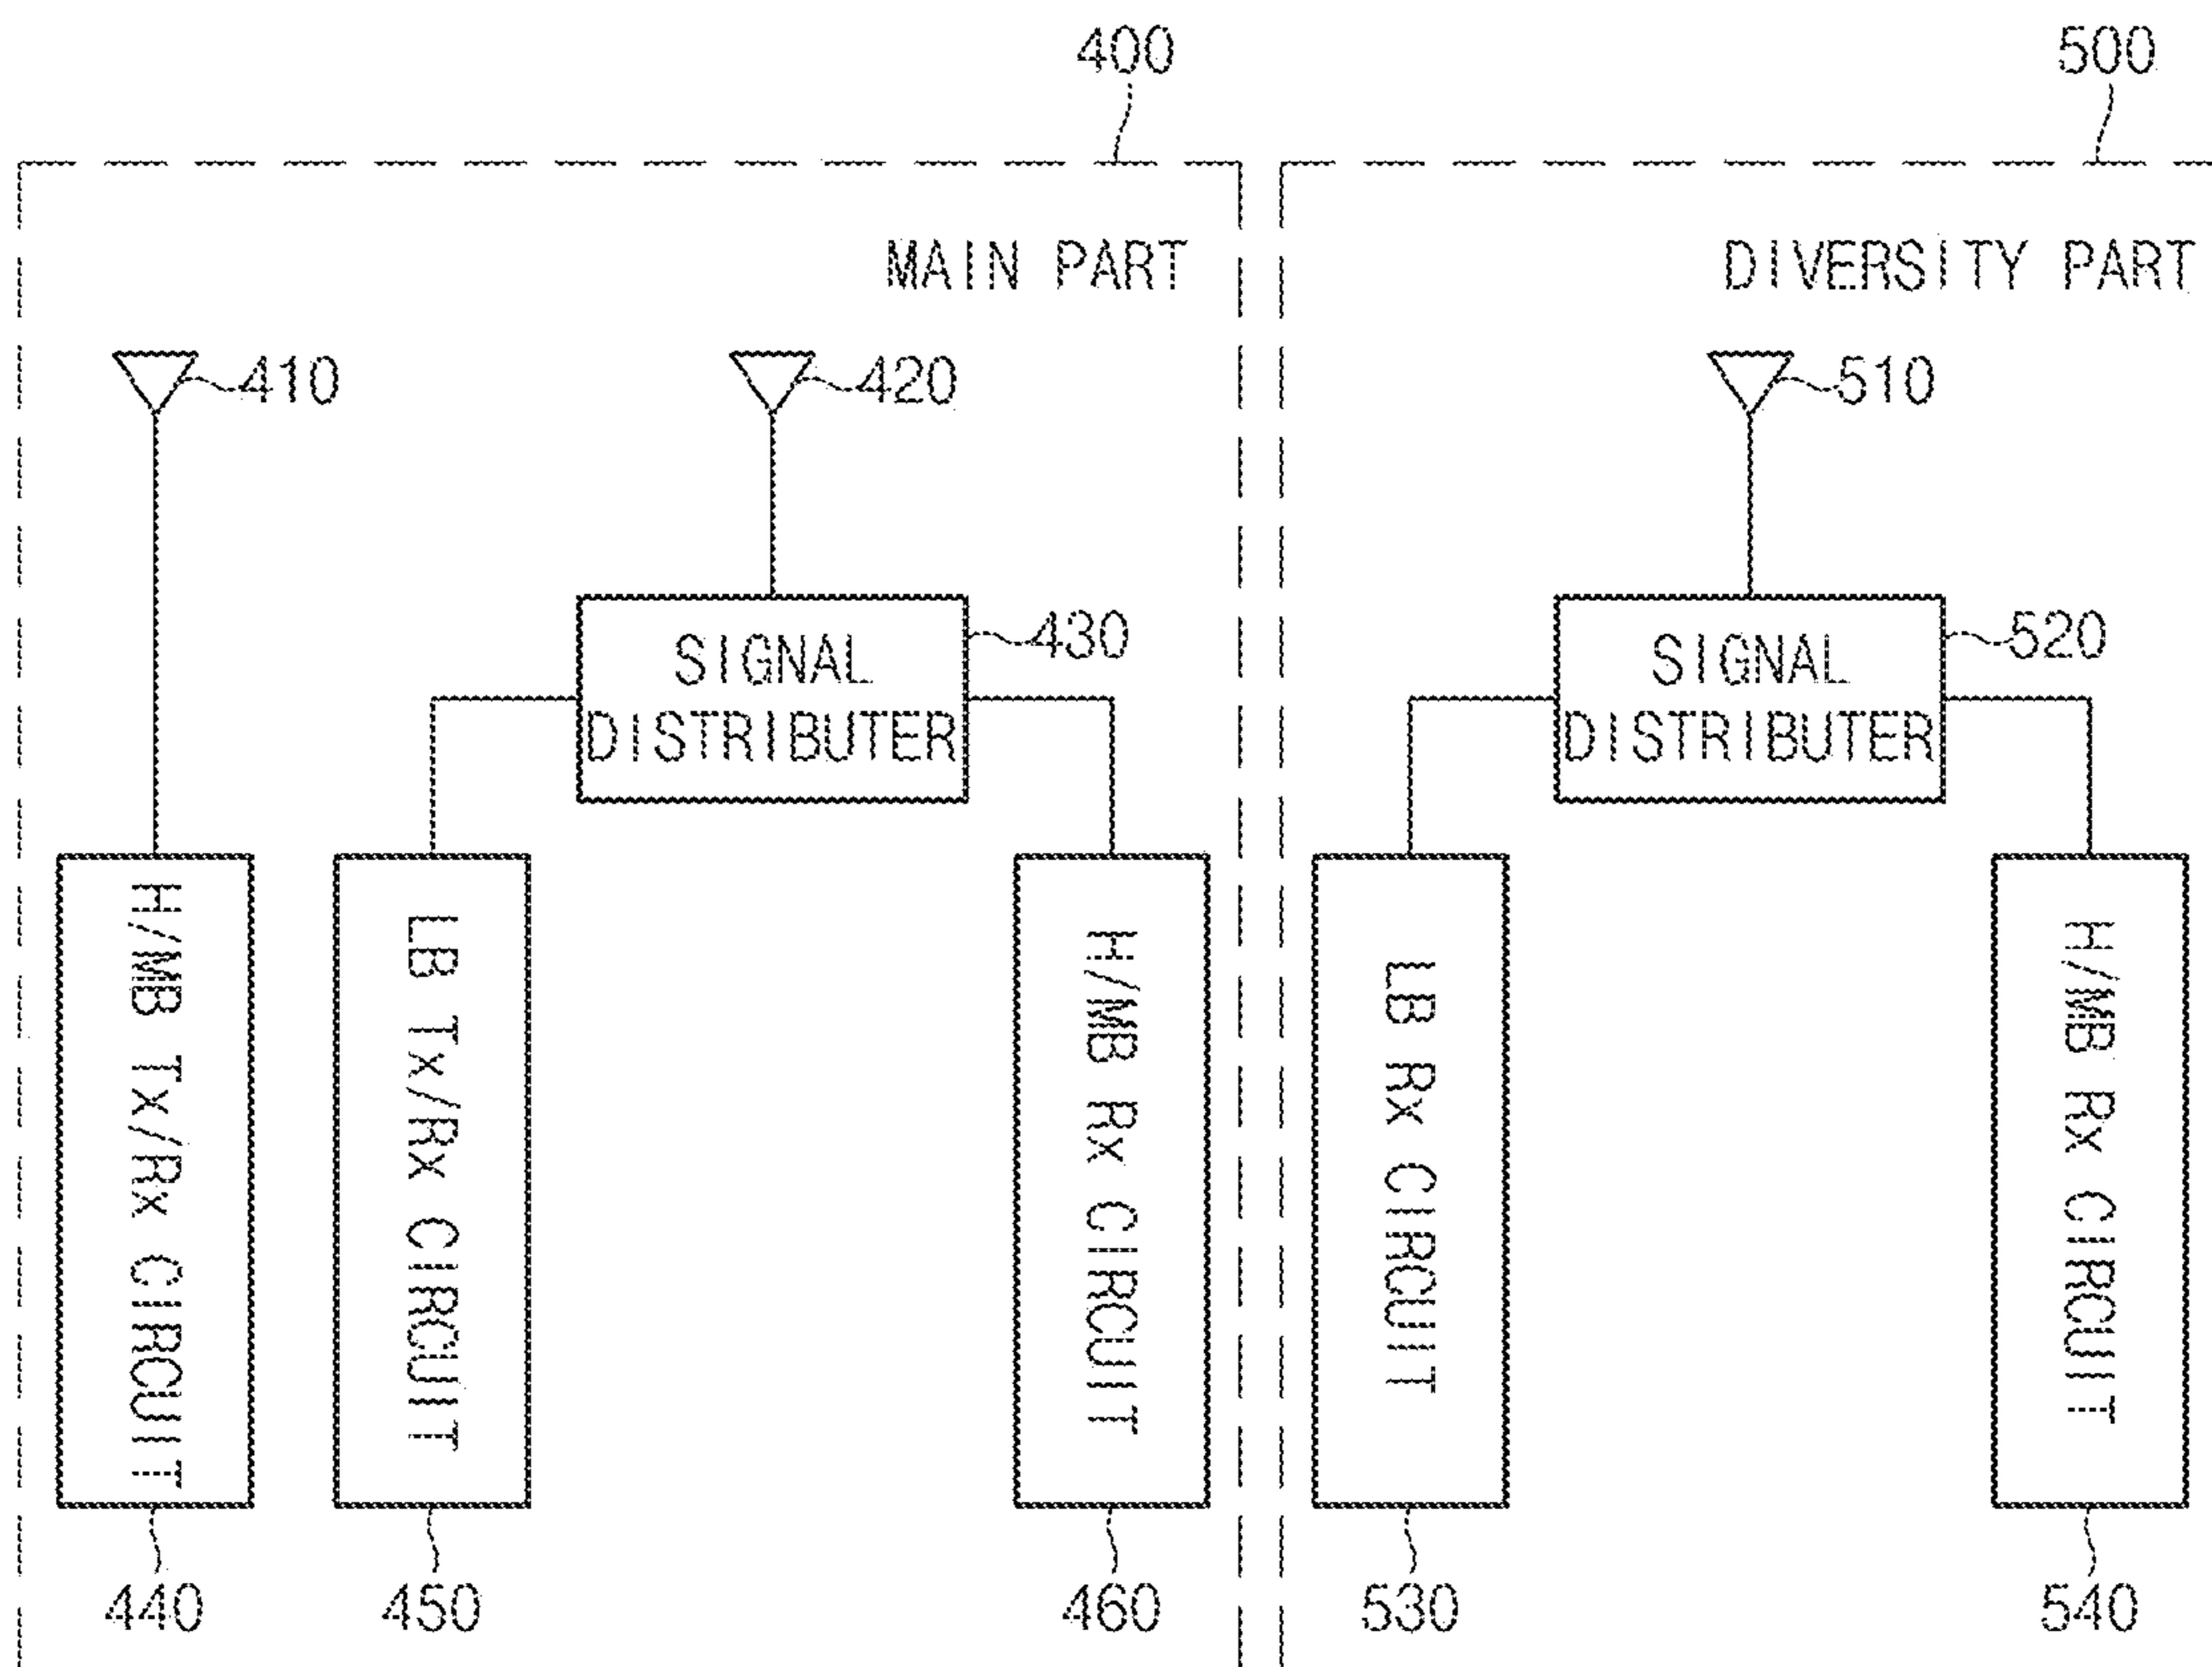 400
500
MAIN PART
DIVERSITY PART
410
420
510
SIGNAL
DISTRIBUTER
430
SIGNAL
DISTRIBUTER
520
H/MB Tx/Rx CIRCUIT
LB Tx/Rx CIRCUIT
H/MB Rx CIRCUIT
LB Rx CIRCUIT
H/MB Rx CIRCUIT
440
450
460
530
540